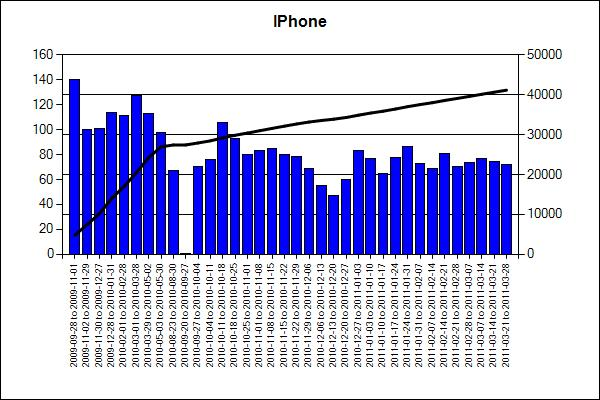 IPhone
160
140
120
100
80
60
40
20
0
50000
40000
30000
20000
10000
0
2009-09-28 to 2009-11-01
2009-11-02 to 2009-11-29
2009-11-30 to 2009-12-27
2009-12-28 to 2010-01-31
2010-02-01 to 2010-02-28
2010-03-01 to 2010-03-28
2010-03-29 to 2010-05-02
2010-05-03 to 2010-05-30
2010-08-23 to 2010-08-30
2010-09-20 to 2010-09-27
2010-09-27 to 2010-10-04
2010-10-04 to 2010-10-11
2010-10-11 to 2010-10-18
2010-10-18 to 2010-10-25
2010-10-25 to 2010-11-01
2010-11-01 to 2010-11-08
2010-11-08 to 2010-11-15
2010-11-15 to 2010-11-22
2010-11-22 to 2010-11-29
2010-11-29 to 2010-12-06
2010-12-06 to 2010-12-13
2010-12-13 to 2010-12-20
2010-12-20 to 2010-12-27
2010-12-27 to 2011-01-03
2011-01-03 to 2011-01-10
2011-01-10 to 2011-01-17
2011-01-17 to 2011-01-24
2011-01-24 to 2011-01-31
2011-01-31 to 2011-02-07
2011-02-07 to 2011-02-14
2011-02-14 to 2011-02-21
2011-02-21 to 2011-02-28
2011-02-28 to 2011-03-07
2011-03-07 to 2011-03-14
2011-03-14 to 2011-03-21
2011-03-21 to 2011-03-28